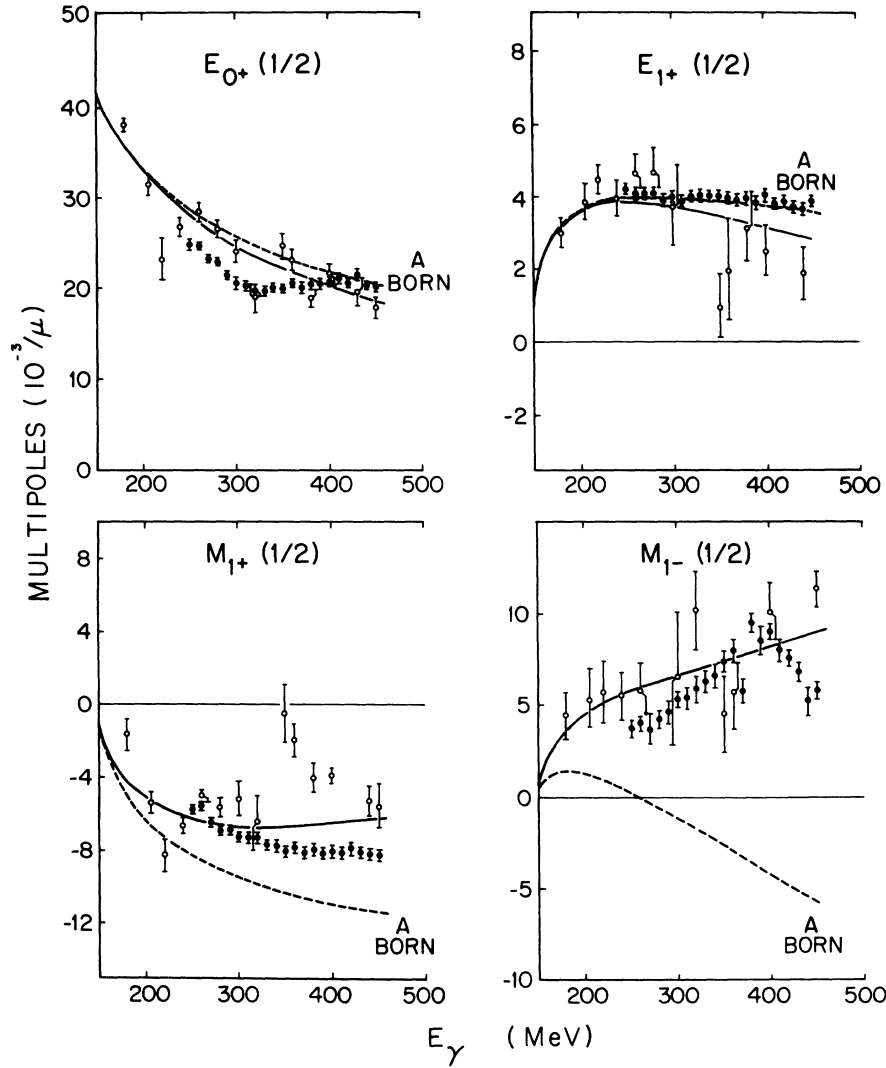 MULTIPOLES (10⁻³/μ)
E₀₊ (1/2)
50
40
30
20
10
0
200
300
400
500
A
BORN
E₁₊ (1/2)
8
6
4
2
0
-2
200
300
400
500
A
BORN
M₁₊ (1/2)
8
4
0
-4
-8
-12
200
300
400
500
A
BORN
M₁₋ (1/2)
10
5
0
-5
-10
200
300
400
500
A
BORN
Eγ (MeV)